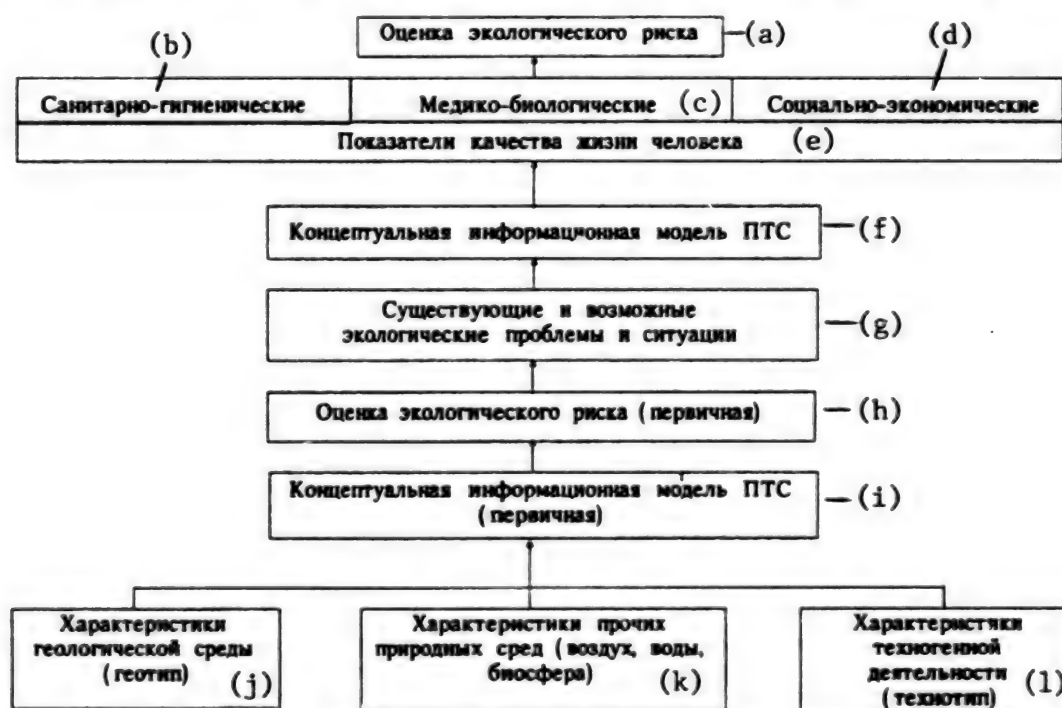 Оценка экологического риска (a)
(b) (d)
Санитарно-гигиенические Медико-биологические (c) Социально-экономические
Показатели качества жизни человека (e)
Концептуальная информационная модель ПТС (f)
Существующие и возможные
экологические проблемы и ситуации (g)
Оценка экологического риска (первичная) (h)
Концептуальная информационная модель ПТС
(первичная) (i)
Характеристики
геологической среды
(геотип) (j)
Характеристики прочих
природных сред (воздух, воды,
биосфера) (k)
Характеристики
техногенной
деятельности
(технотип) (l)